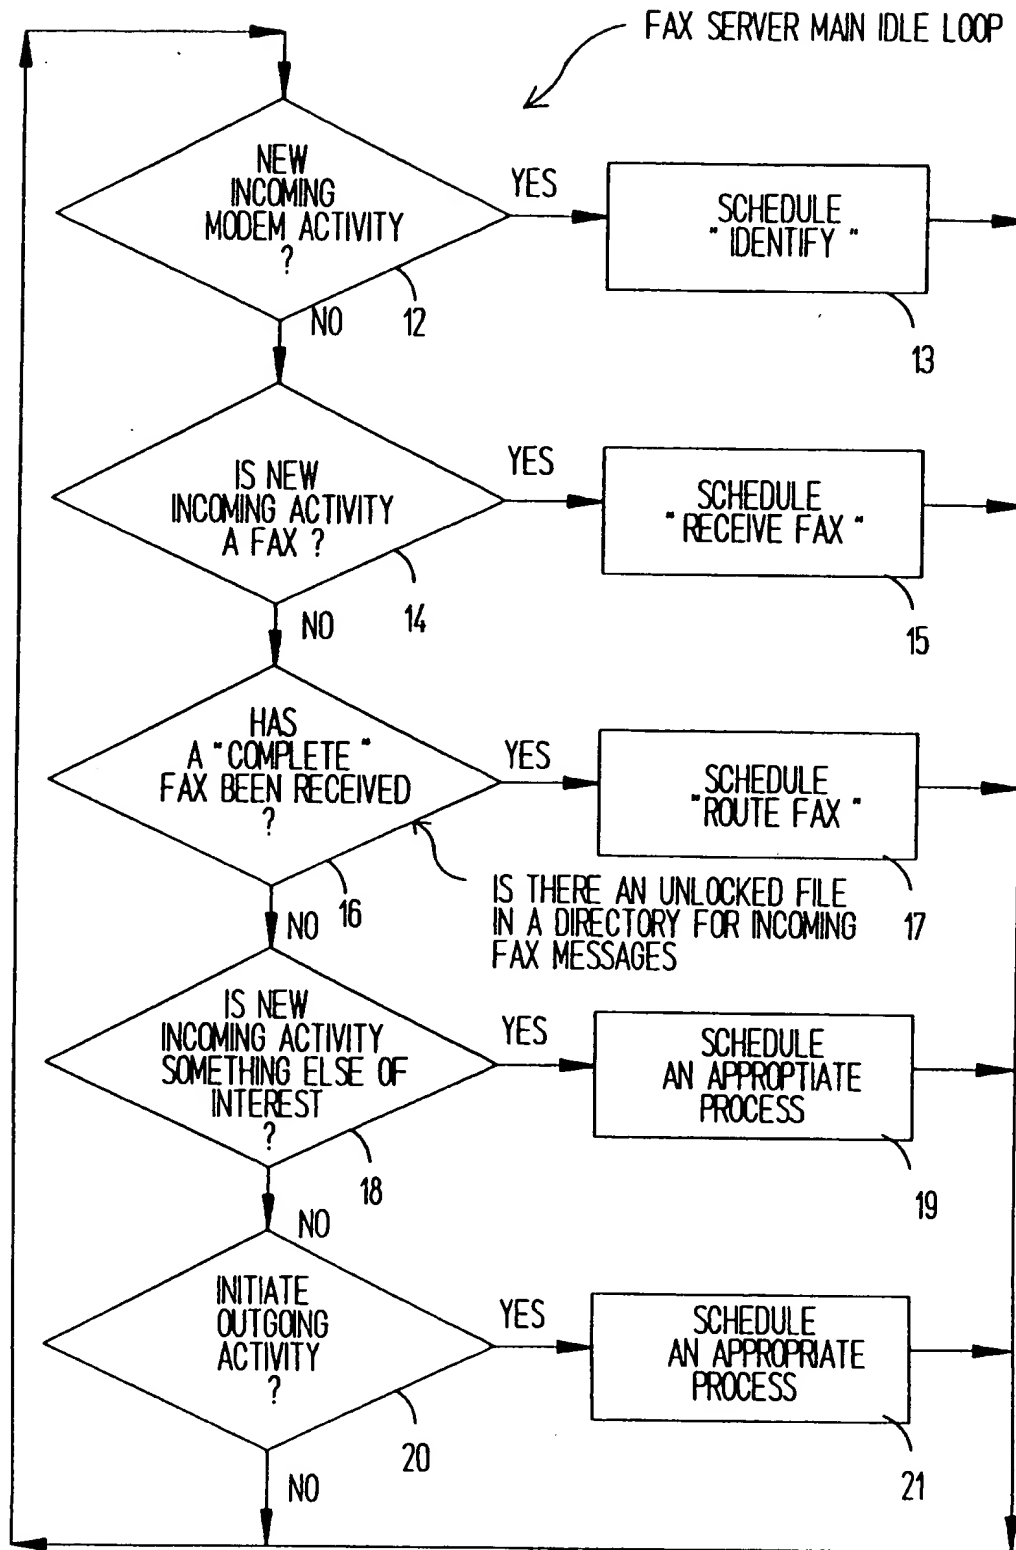 FAX SERVER MAIN IDLE LOOP
NEW
INCOMING
MODEM ACTIVITY
?
YES
SCHEDULE
"IDENTIFY"
NO
12
13
IS NEW
INCOMING ACTIVITY
A FAX ?
YES
SCHEDULE
"RECEIVE FAX"
NO
14
15
HAS
A "COMPLETE"
FAX BEEN RECEIVED
?
YES
SCHEDULE
"ROUTE FAX"
NO
16
IS THERE AN UNLOCKED FILE
IN A DIRECTORY FOR INCOMING
FAX MESSAGES
17
IS NEW
INCOMING ACTIVITY
SOMETHING ELSE OF
INTEREST
?
YES
SCHEDULE
AN APPROPTIATE
PROCESS
NO
18
19
INITIATE
OUTGOING
ACTIVITY
?
YES
SCHEDULE
AN APPROPRIATE
PROCESS
NO
20
21